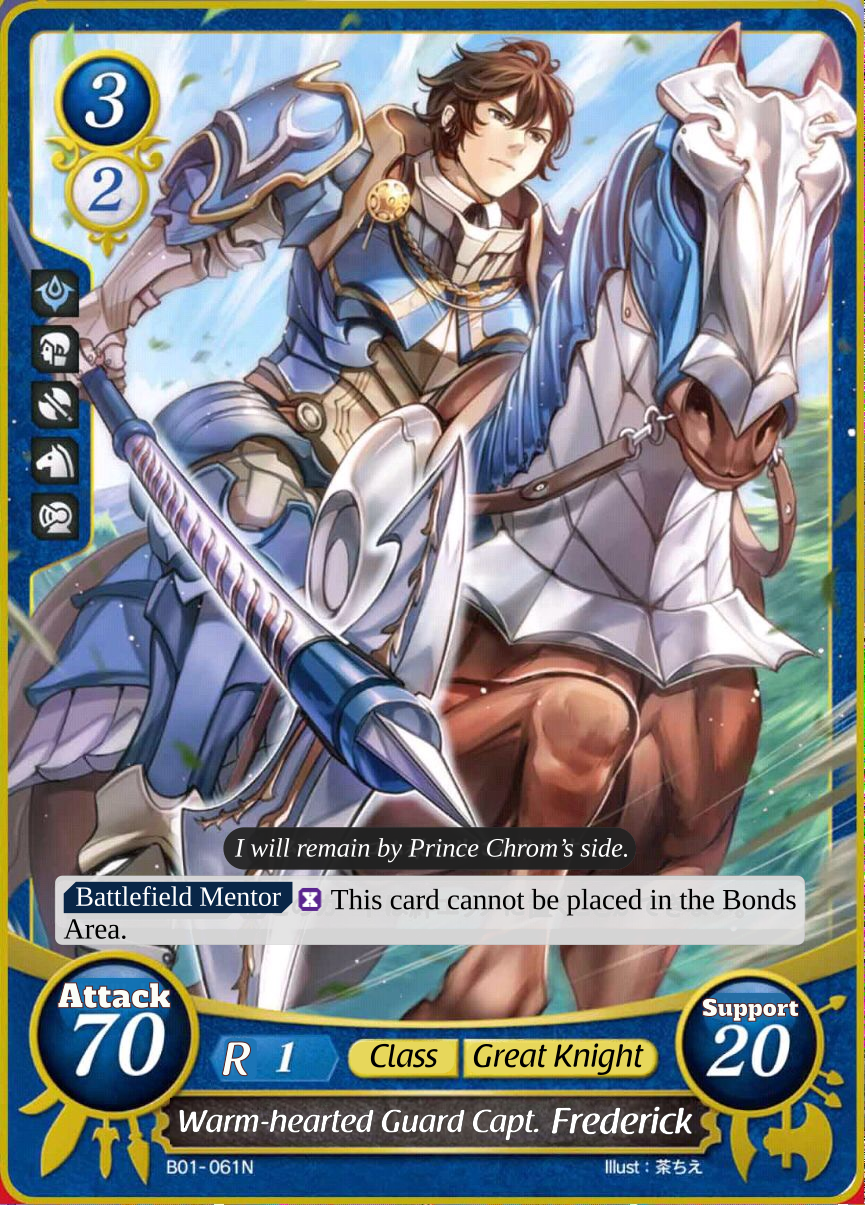 3
2
I will remain by Prince Chrom’s side.
Battlefield Mentor X This card cannot be placed in the Bonds
Area.
Attack
70
R 1
Class Great Knight
Support
20
Warm-hearted Guard Capt. Frederick
B01-061N
Illust：茶ちえ